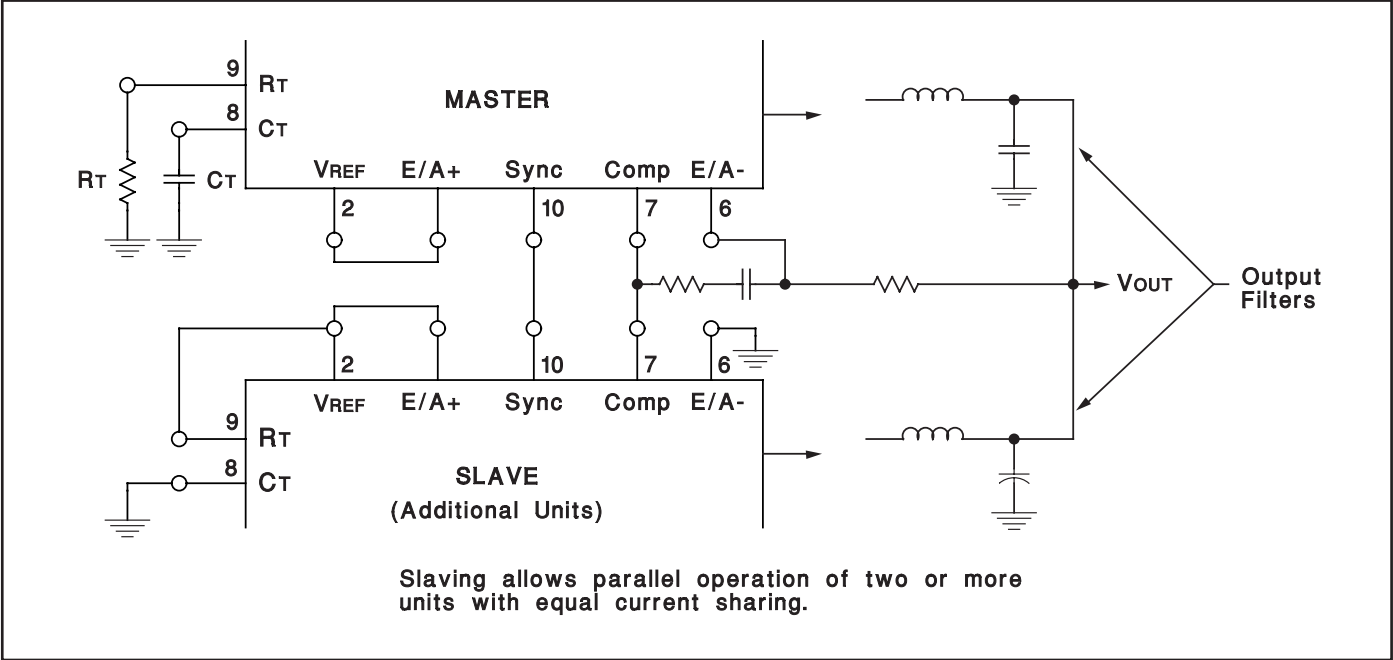 9
RT
MASTER
8
CT
VREF E/A+ Sync Comp E/A-
RT CT
2 10 7 6
VOUT
Output
Filters
2 10 7 6
VREF E/A+ Sync Comp E/A-
9
RT
8
CT
SLAVE
(Additional Units)
Slaving allows parallel operation of two or more
units with equal current sharing.